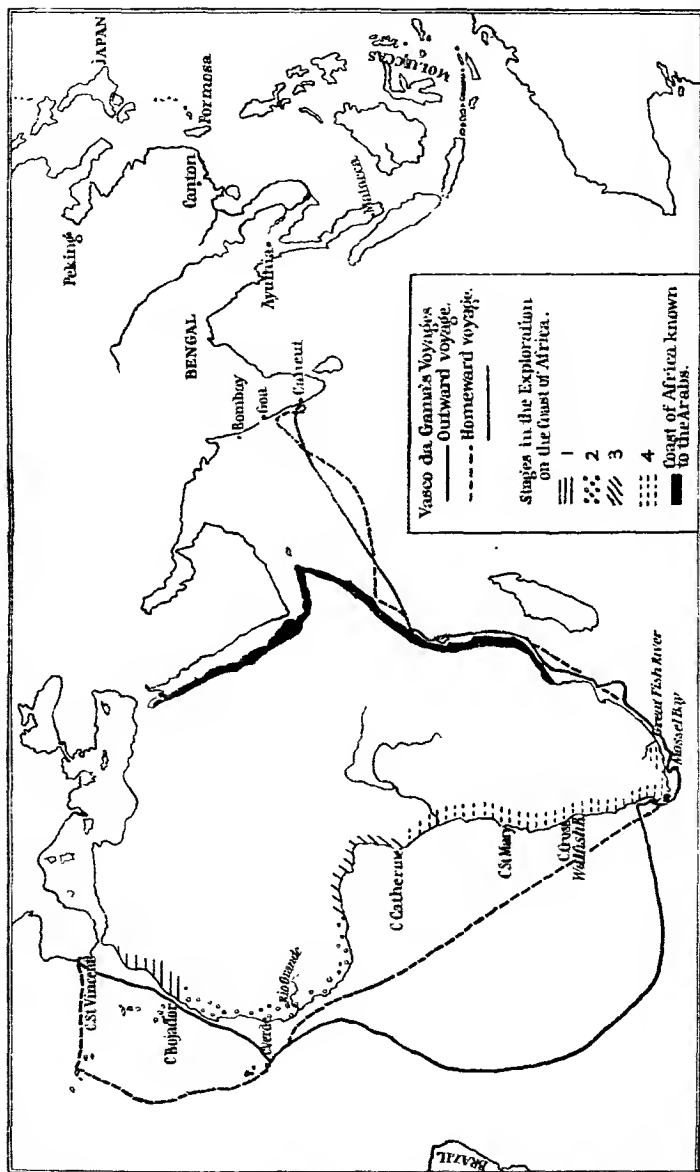 JAPAN
Peking
Formosa
Canton
MOLUCCAS
Malacca
Ayuthia
BENGAL
Bombay
Goa
Calicut
C St Vincent
C Bojador
C Verde
Rio Grande
C Catherine
C St Mary
C Cross
Walfish B
Great Fish River
Mossel Bay
BRAZIL
Vasco da Gama's Voyages
Outward voyage.
Homeward voyage.
Stages in the Exploration
on the Coast of Africa.
1
2
3
4
Coast of Africa known
to the Arabs.